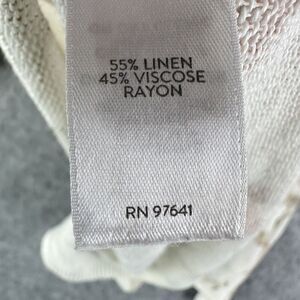 55% LINEN
45% VISCOSE
RAYON
RN 97641